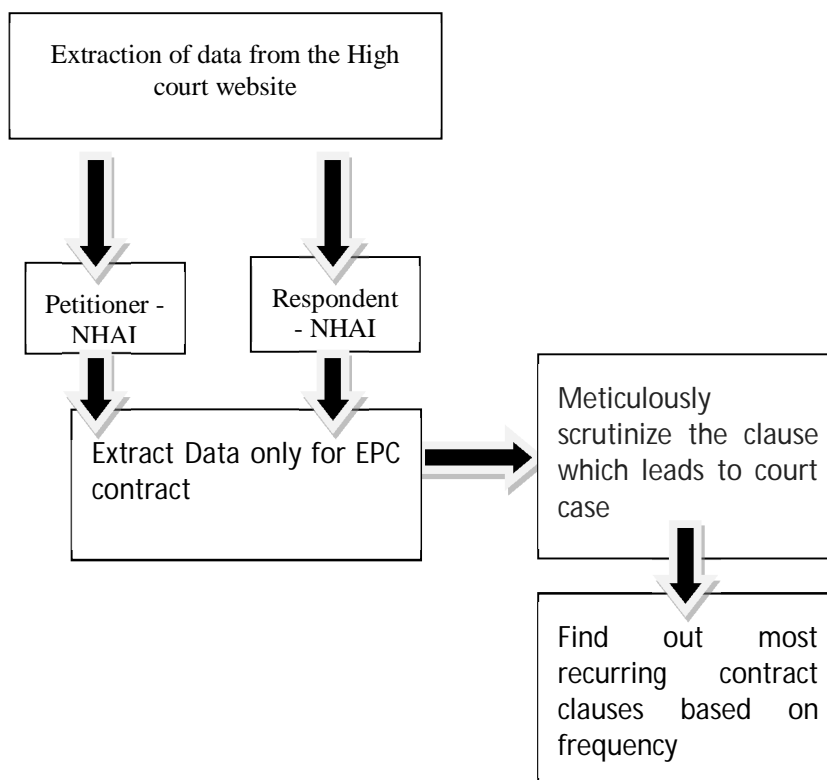 Extraction of data from the High
court website
Petitioner -
NHAI
Respondent
- NHAI
Extract Data only for EPC
contract
Meticulously
scrutinize the clause
which leads to court
case
Find out most
recurring contract
clauses based on
frequency